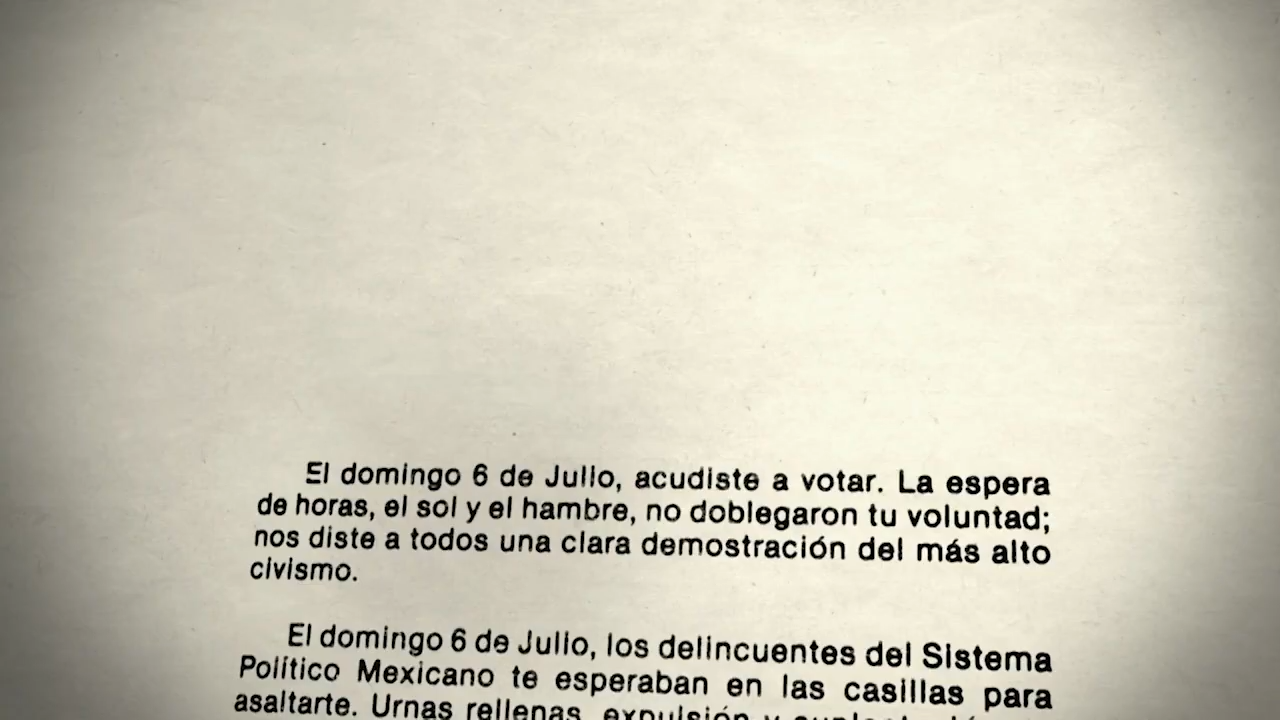 El domingo 6 de Julio, acudiste a votar. La espera
de horas, el sol y el hambre, no doblegaron tu voluntad;
nos diste a todos una clara demostración del más alto
civismo.
El domingo 6 de Julio, los delincuentes del Sistema
Político Mexicano te esperaban en las casillas para
asaltarte. Urnas rellenas, expulsión y